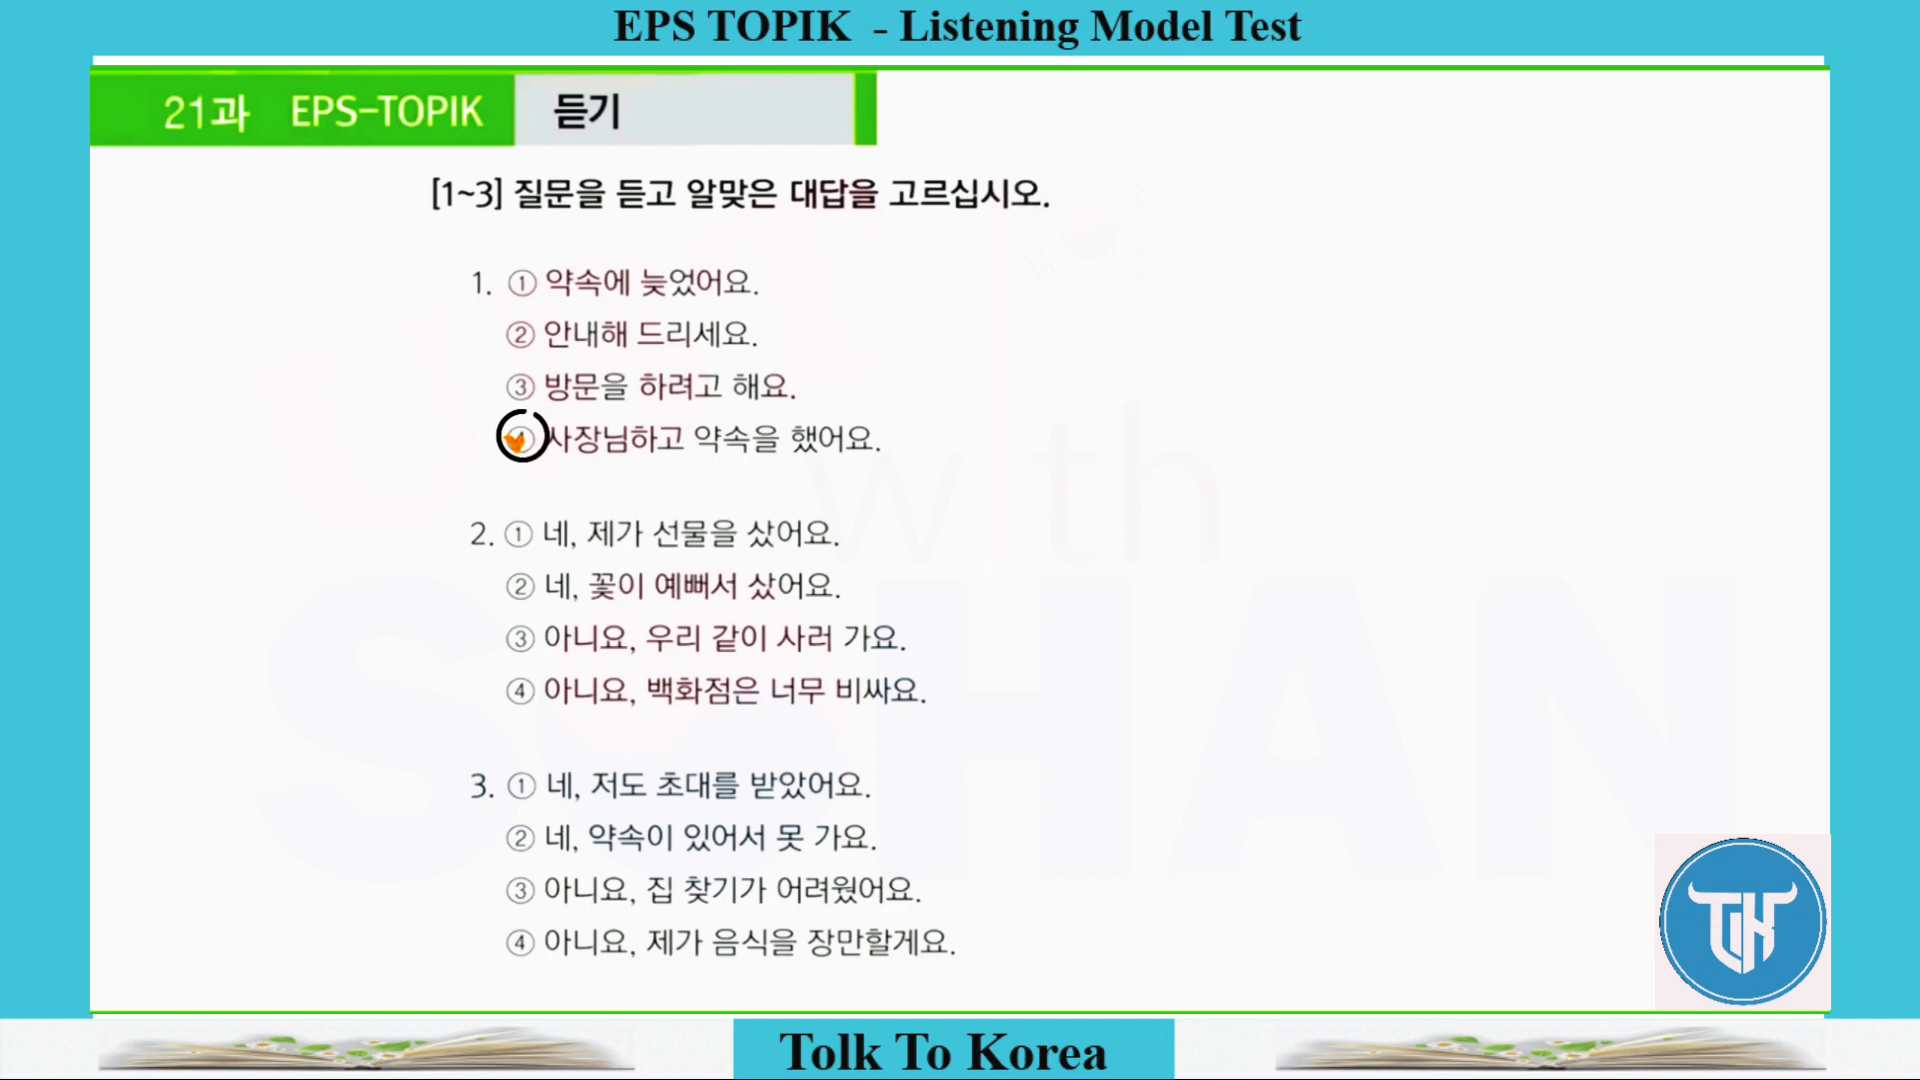 EPS TOPIK - Listening Model Test
21과 EPS-TOPIK 듣기
[1~3] 질문을 듣고 알맞은 대답을 고르십시오.
1. ① 약속에 늦었어요.
② 안내해 드리세요.
③ 방문을 하려고 해요.
④ 사장님하고 약속을 했어요.
2. ① 네, 제가 선물을 샀어요.
② 네, 꽃이 예뻐서 샀어요.
③ 아니요, 우리 같이 사러 가요.
④ 아니요, 백화점은 너무 비싸요.
3. ① 네, 저도 초대를 받았어요.
② 네, 약속이 있어서 못 가요.
③ 아니요, 집 찾기가 어려웠어요.
④ 아니요, 제가 음식을 장만할게요.
Tolk To Korea